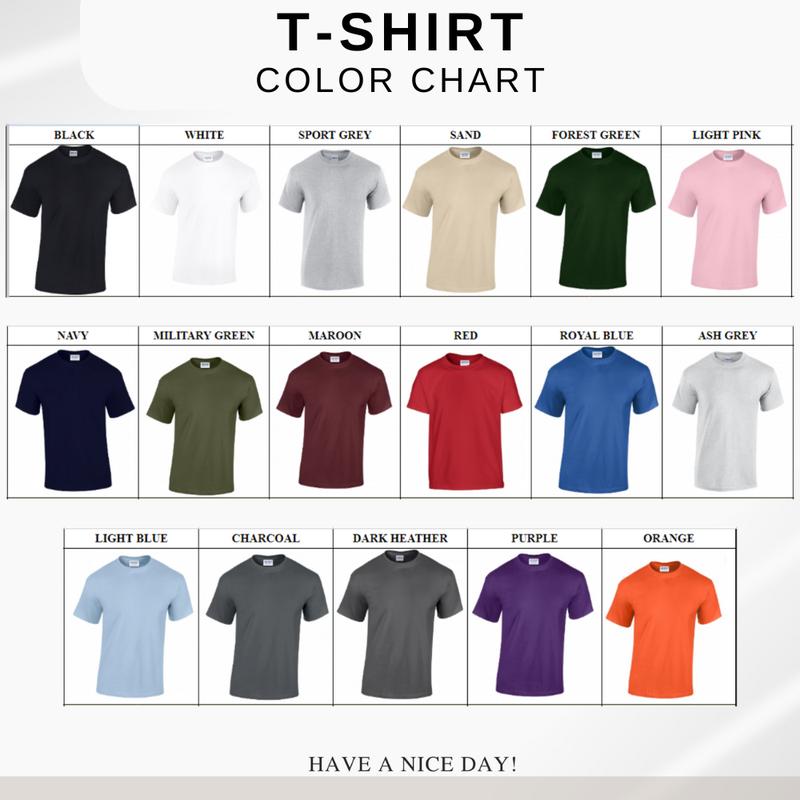 T-SHIRT
COLOR CHART
BLACK WHITE SPORT GREY SAND FOREST GREEN LIGHT PINK
NAVY MILITARY GREEN MAROON RED ROYAL BLUE ASH GREY
LIGHT BLUE CHARCOAL DARK HEATHER PURPLE ORANGE
HAVE A NICE DAY!